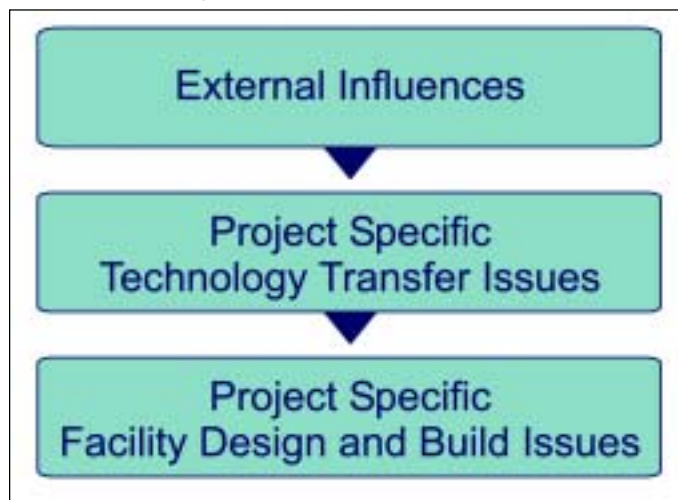 External Influences
Project Specific
Technology Transfer Issues
Project Specific
Facility Design and Build Issues